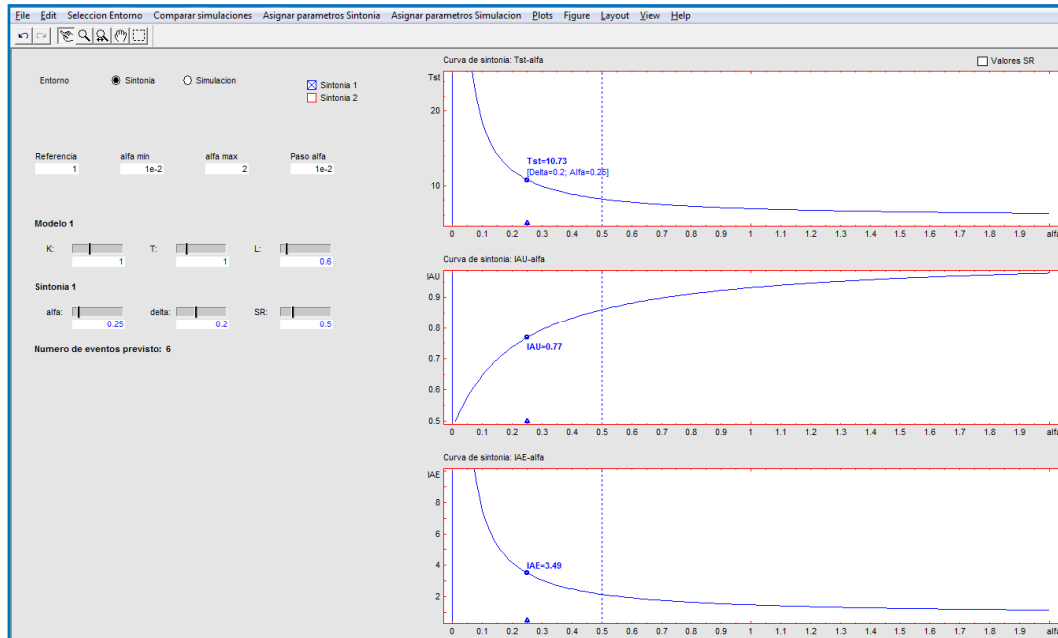 File Edit Seleccion Entorno Comparar simulaciones Asignar parametros Sintonia Asignar parametros Simulacion Plots Figure Layout View Help
Entorno Sintonia Simulacion
Sintonia 1
Sintonia 2
Referencia alfa min alfa max Paso alfa
1 1e-2 2 1e-2
Modelo 1
K: T: L:
1 1 0.6
Sintonia 1
alfa: delta: SR:
0.25 0.2 0.5
Numero de eventos previsto: 6
Curva de sintonia: Tst-alfa
Valores SR
Tst
20
10
Tst=10.73
[Delta=0.2; Alfa=0.25]
0 0.1 0.2 0.3 0.4 0.5 0.6 0.7 0.8 0.9 1 1.1 1.2 1.3 1.4 1.5 1.6 1.7 1.8 1.9 alfa
Curva de sintonia: IAU-alfa
IAU
0.9
0.8
0.7
0.6
0.5
IAU=0.77
0 0.1 0.2 0.3 0.4 0.5 0.6 0.7 0.8 0.9 1 1.1 1.2 1.3 1.4 1.5 1.6 1.7 1.8 1.9 alfa
Curva de sintonia: IAE-alfa
IAE
8
6
4
2
IAE=3.49
0 0.1 0.2 0.3 0.4 0.5 0.6 0.7 0.8 0.9 1 1.1 1.2 1.3 1.4 1.5 1.6 1.7 1.8 1.9 alfa